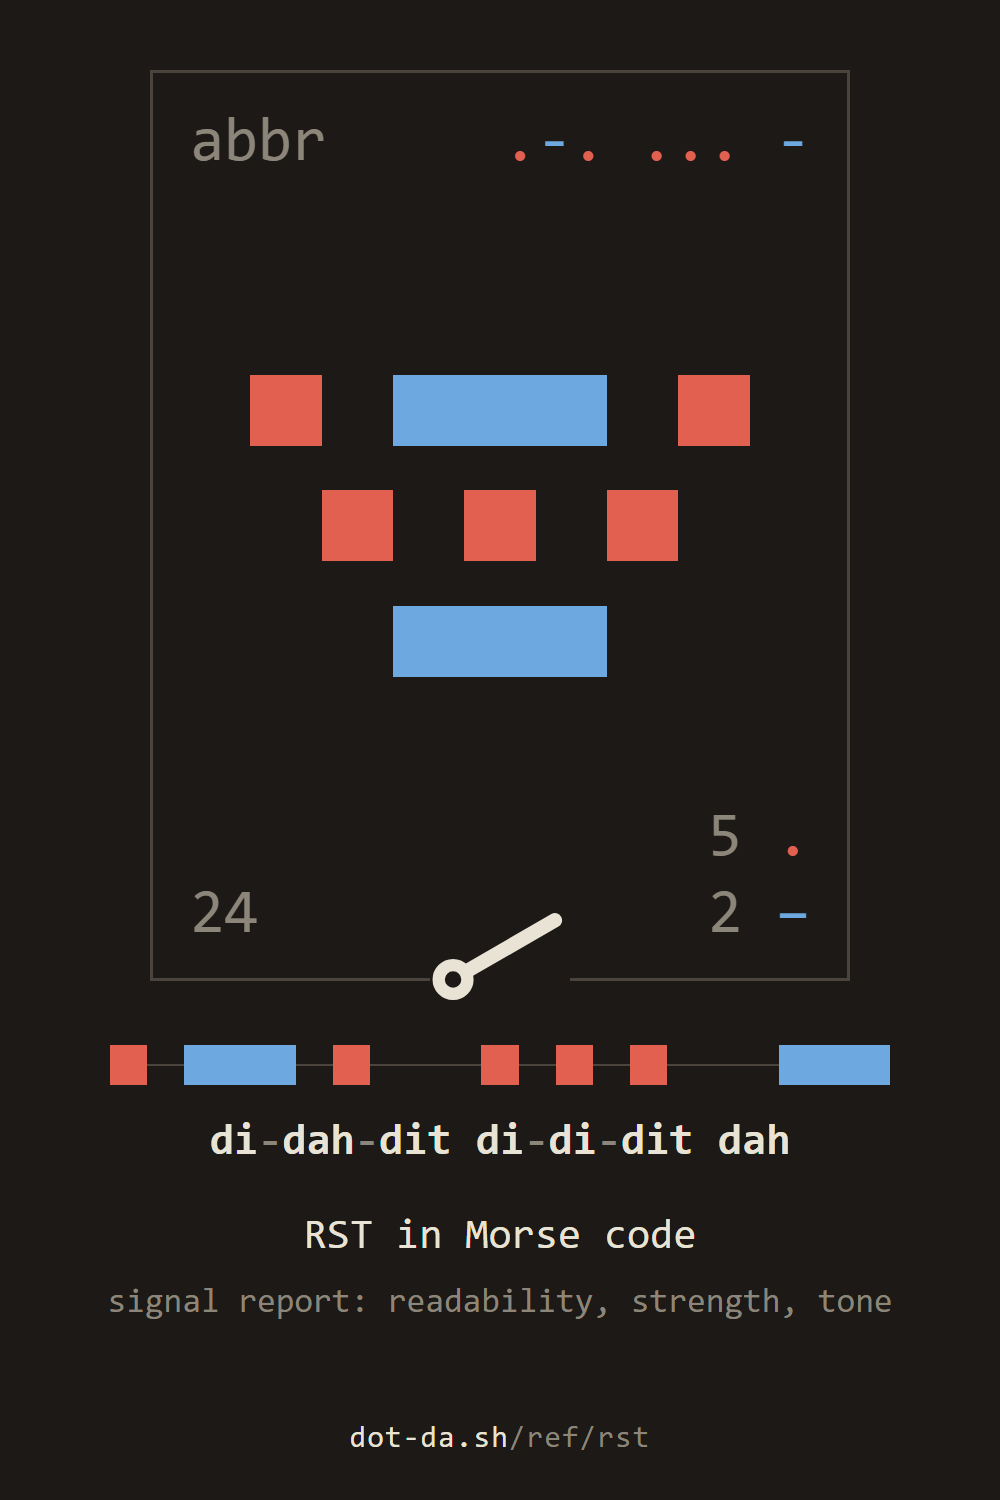 abbr .-. ... -
5 .
24 2 -
di-dah-dit di-di-dit dah
RST in Morse code
signal report: readability, strength, tone
dot-da.sh/ref/rst